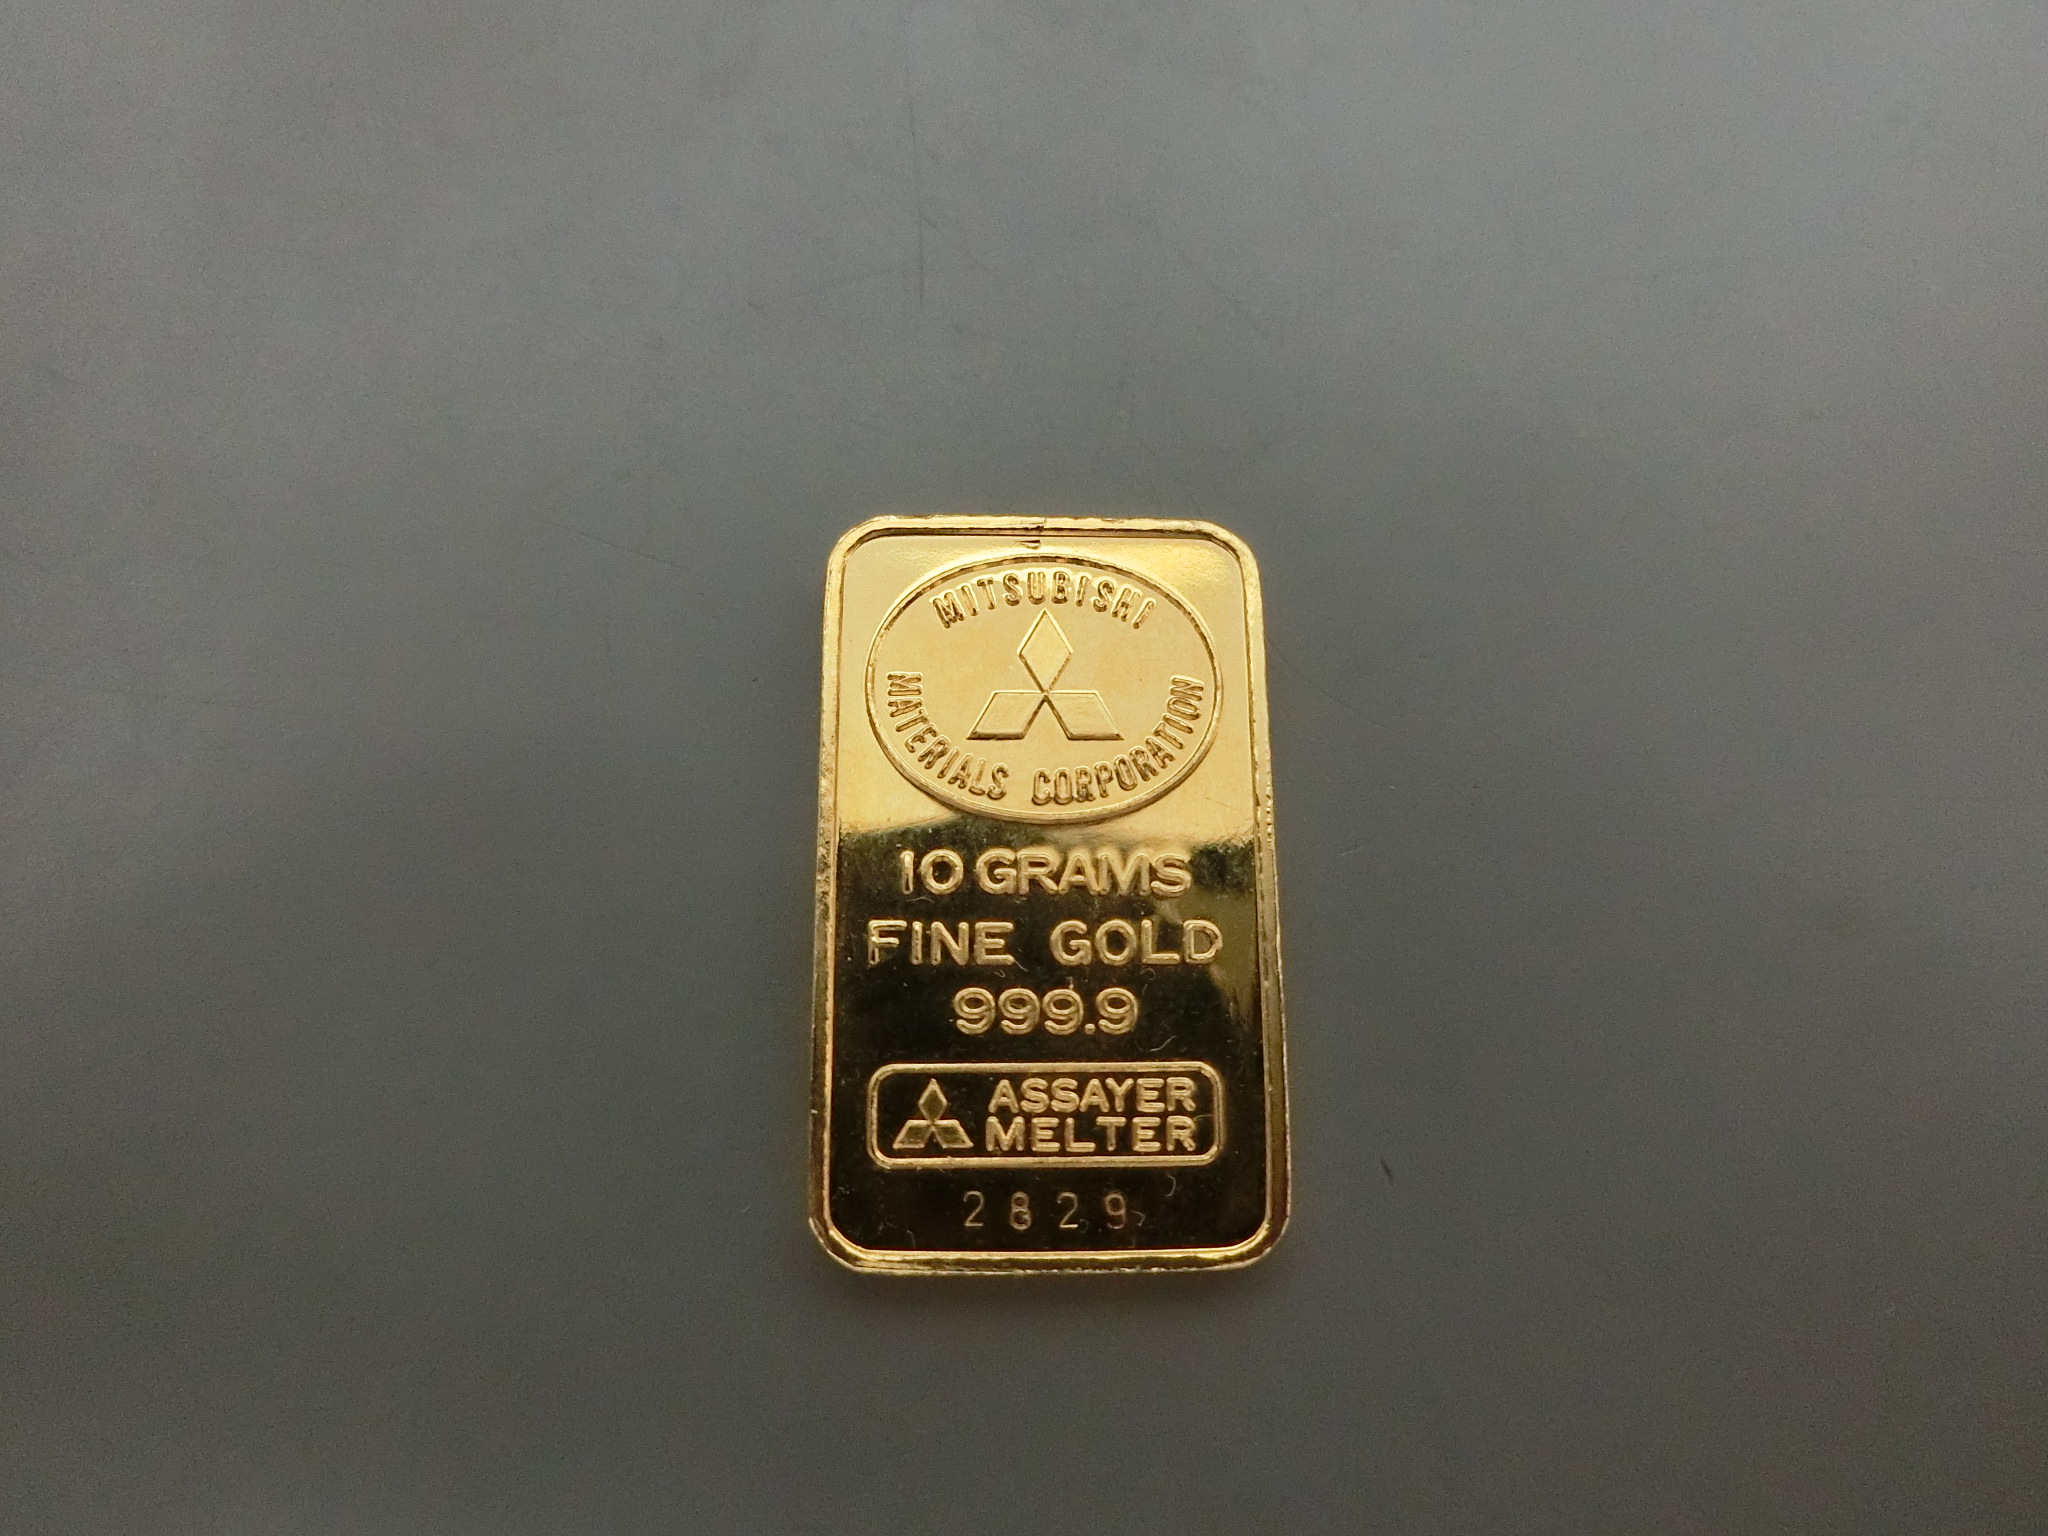 MITSUBISHI
MATERIALS CORPORATION
10 GRAMS
FINE GOLD
999.9
ASSAYER
MELTER
2829